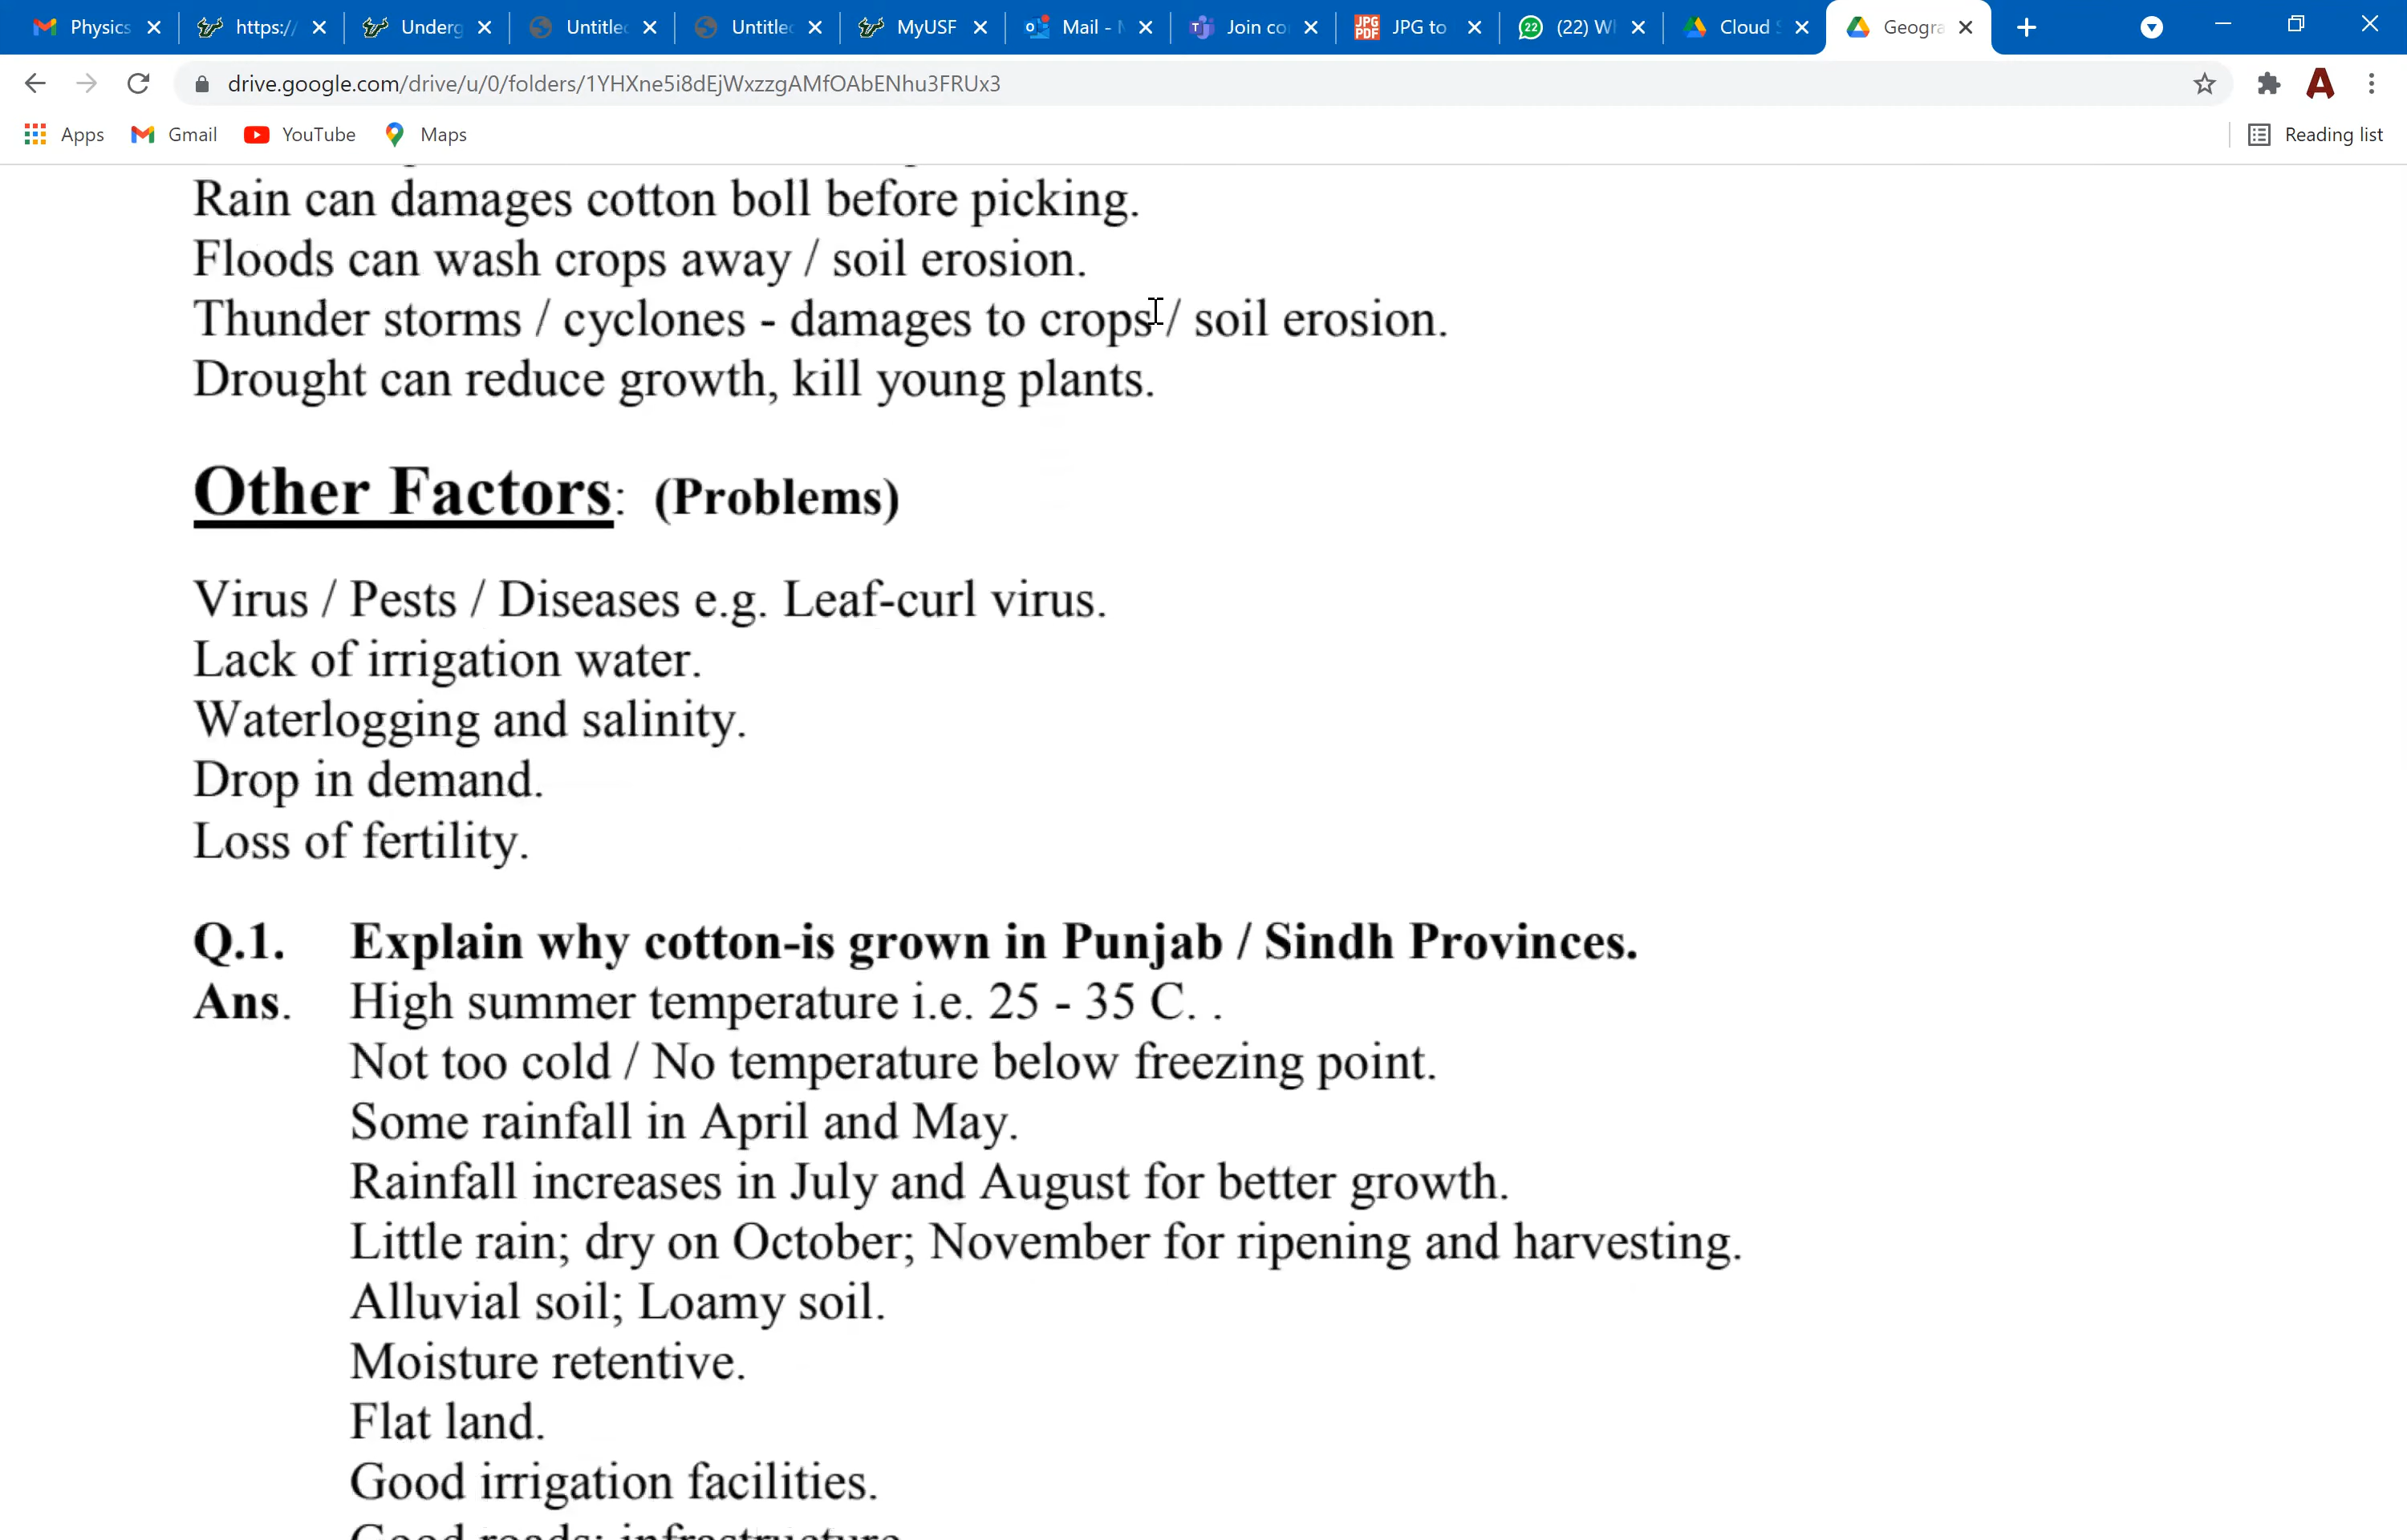 Physics
https:/
Underg
Untitled
Untitled
MyUSF
Mail -
Join co
JPG to
(22) W
Cloud
Geogra
drive.google.com/drive/u/0/folders/1YHXne5i8dEjWxzzgAMfOAbENhu3FRUx3
Apps Gmail YouTube Maps Reading list
Rain can damages cotton boll before picking.
Floods can wash crops away / soil erosion.
Thunder storms / cyclones - damages to crops / soil erosion.
Drought can reduce growth, kill young plants.
Other Factors: (Problems)
Virus / Pests / Diseases e.g. Leaf-curl virus.
Lack of irrigation water.
Waterlogging and salinity.
Drop in demand.
Loss of fertility.
Q.1. Explain why cotton-is grown in Punjab / Sindh Provinces.
Ans. High summer temperature i.e. 25 - 35 C. .
Not too cold / No temperature below freezing point.
Some rainfall in April and May.
Rainfall increases in July and August for better growth.
Little rain; dry on October; November for ripening and harvesting.
Alluvial soil; Loamy soil.
Moisture retentive.
Flat land.
Good irrigation facilities.
Good roads; infrastructure